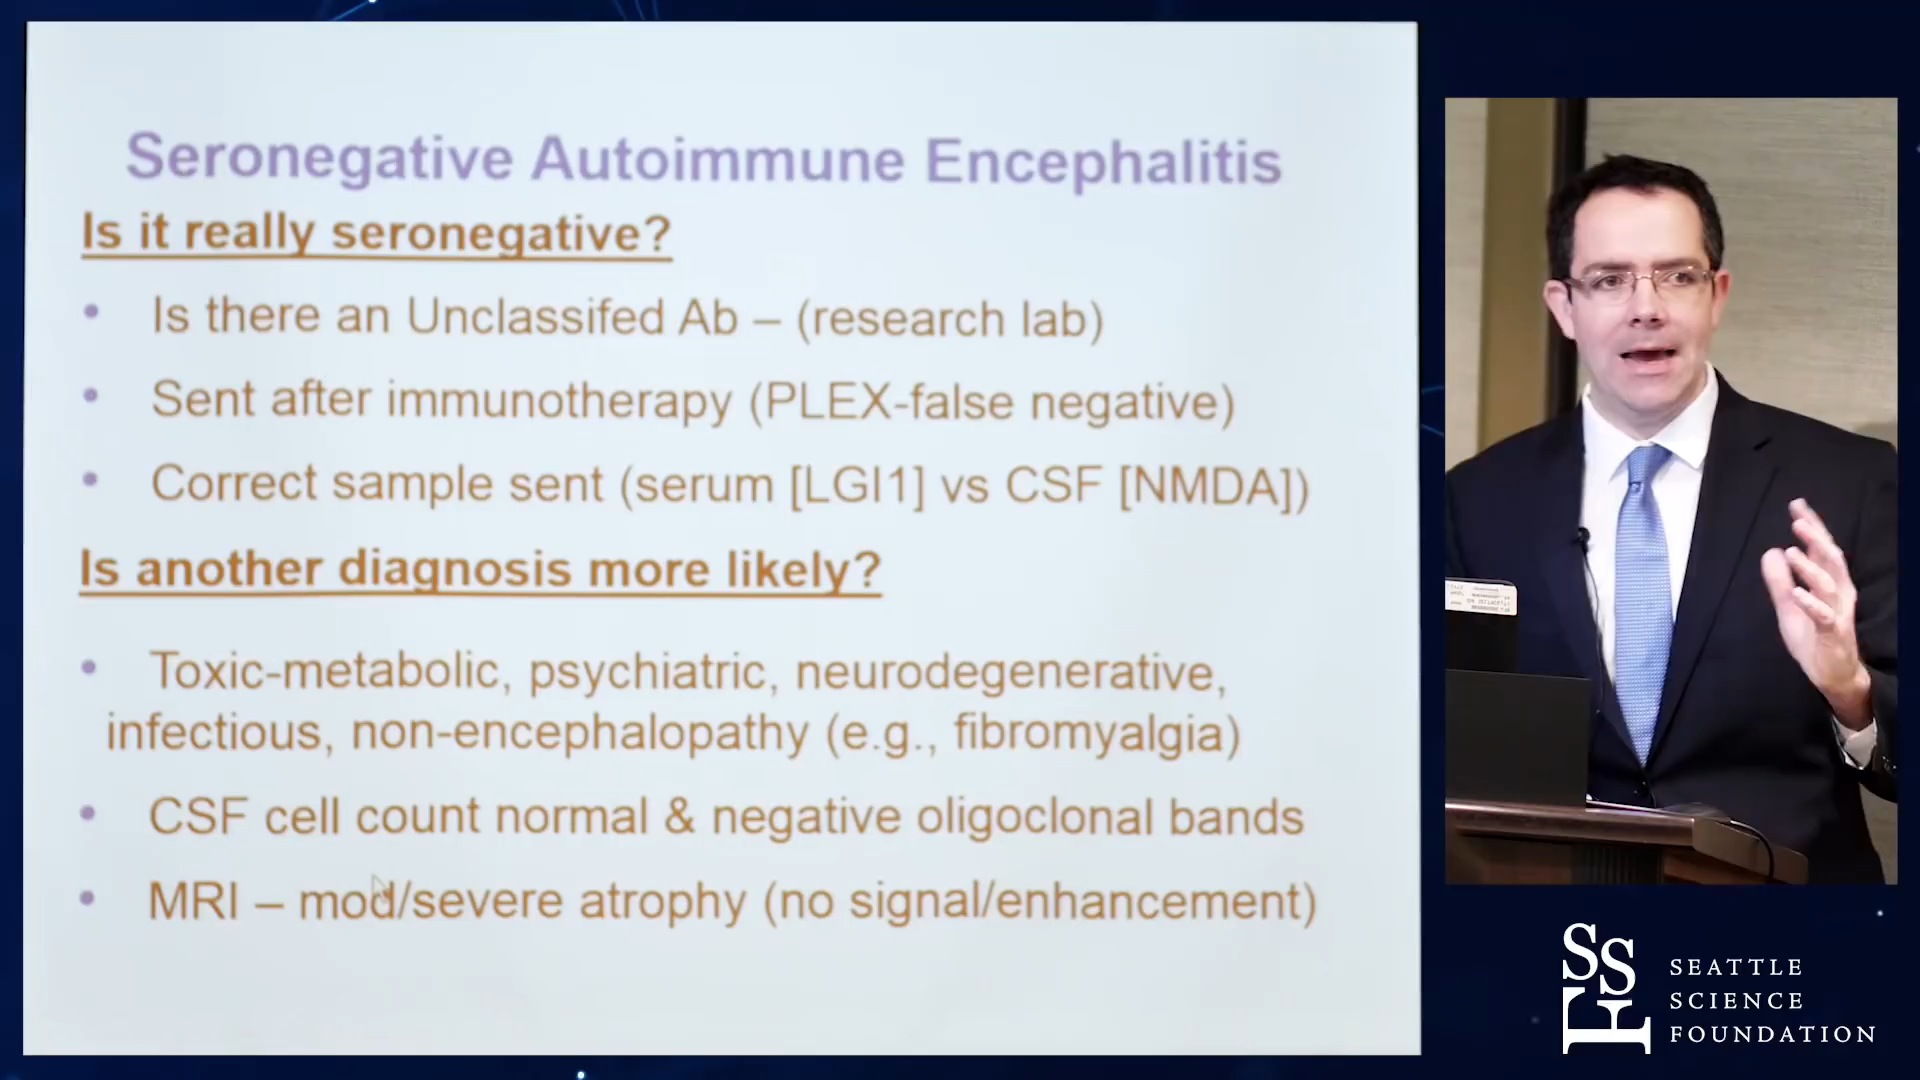 Seronegative Autoimmune Encephalitis
Is it really seronegative?
• Is there an Unclassifed Ab – (research lab)
• Sent after immunotherapy (PLEX-false negative)
• Correct sample sent (serum [LGI1] vs CSF [NMDA])
Is another diagnosis more likely?
• Toxic-metabolic, psychiatric, neurodegenerative,
infectious, non-encephalopathy (e.g., fibromyalgia)
• CSF cell count normal & negative oligoclonal bands
• MRI – mod/severe atrophy (no signal/enhancement)
SSF
SEATTLE
SCIENCE
FOUNDATION